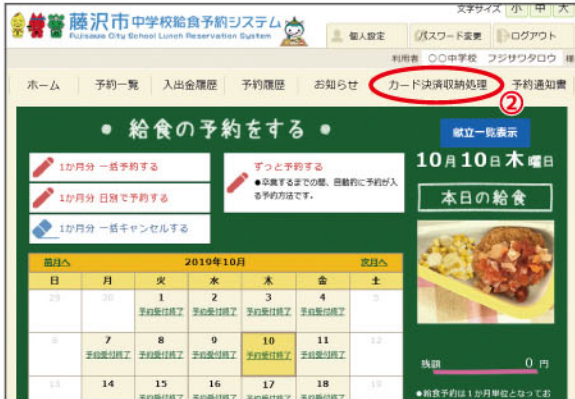 文字サイズ 小 中 大
藤沢市 中学校給食予約システム
Fujisawa City School Lunch Reservation System
個人設定 パスワード変更 ログアウト
利用者 〇〇中学校 フジサワタロウ 様
ホーム 予約一覧 入出金履歴 予約履歴 お知らせ カード決済収納処理 予約通知書
②
● 給食の予約をする ●
献立一覧表示
1か月分 一括予約する
1か月分 日別で予約する
1か月分 一括キャンセルする
ずっと予約する
●卒業するまでの間、自動的に予約が入る予約方法です。
10月10日木曜日
本日の給食
前月へ 2019年10月 次月へ
日 月 火 水 木 金 土
29 30 1 2 3 4 5
予約受付終了 予約受付終了 予約受付終了 予約受付終了
6 7 8 9 10 11 12
予約受付終了 予約受付終了 予約受付終了 予約受付終了 予約受付終了
13 14 15 16 17 18 19
予約受付終了 予約受付終了 予約受付終了 予約受付終了
残額 0 円
●給食予約は1か月単位となってお